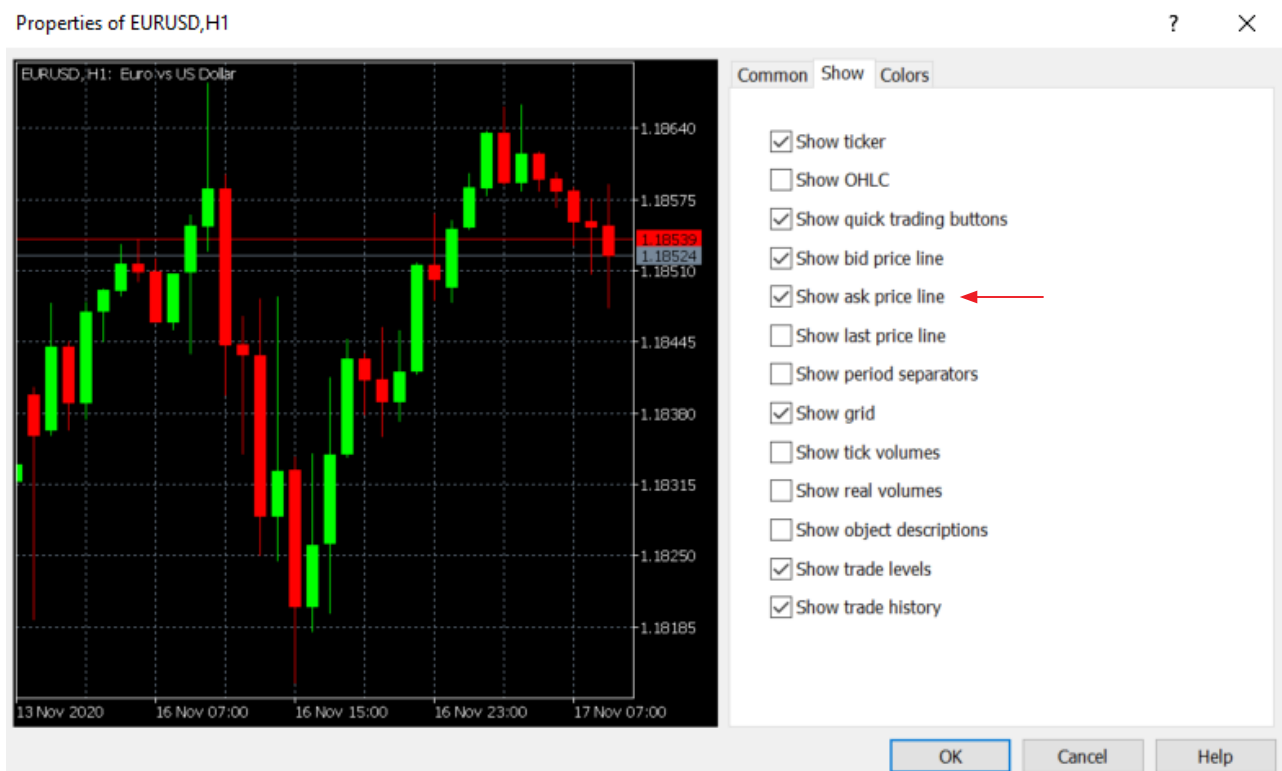 Properties of EURUSD,H1
?
EURUSD, H1: Euro vs US Dollar
1.18640
1.18575
1.18539
1.18524
1.18510
1.18445
1.18380
1.18315
1.18250
1.18185
13 Nov 2020 16 Nov 07:00 16 Nov 15:00 16 Nov 23:00 17 Nov 07:00
Common Show Colors
Show ticker
Show OHLC
Show quick trading buttons
Show bid price line
Show ask price line
Show last price line
Show period separators
Show grid
Show tick volumes
Show real volumes
Show object descriptions
Show trade levels
Show trade history
OK Cancel Help